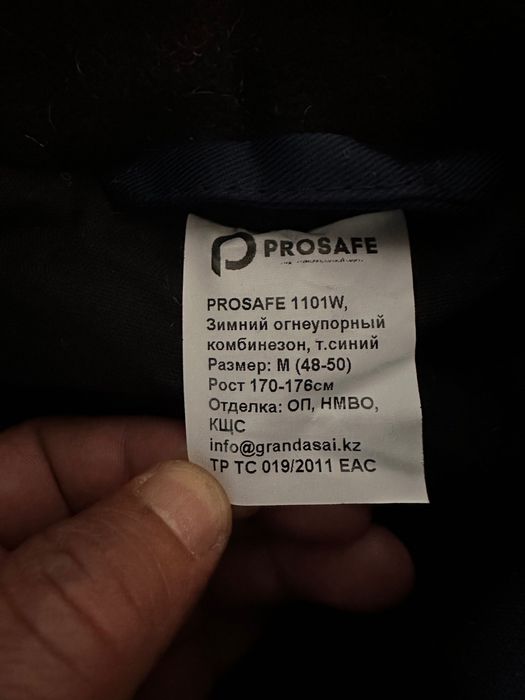 PROSAFE
PROSAFE 1101W,
Зимний огнеупорный
комбинезон, т.синий
Размер: М (48-50)
Рост 170-176см
Отделка: ОП, НМВО,
КЩС
info@grandasai.kz
ТР ТС 019/2011 ЕАС